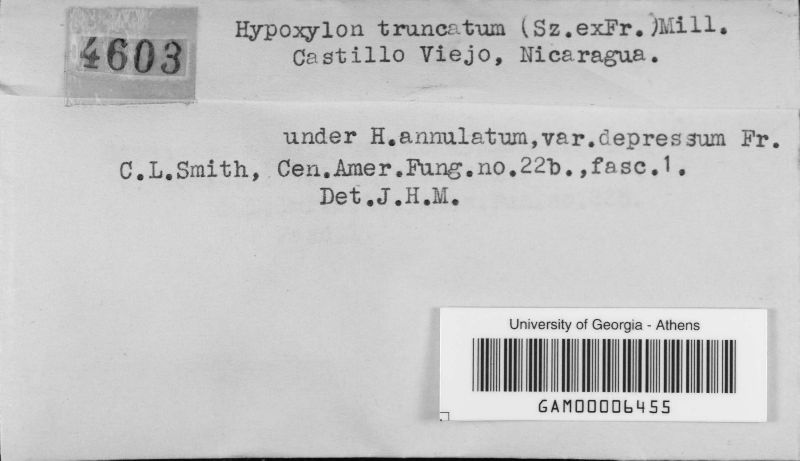 4603
Hypoxylon truncatum (Sz.exFr.)Mill.
Castillo Viejo, Nicaragua.
under H.annulatum,var.depressum Fr.
C.L.Smith, Cen.Amer.Fung.no.22b.,fasc.1.
Det.J.H.M.
University of Georgia - Athens
GAM00006455